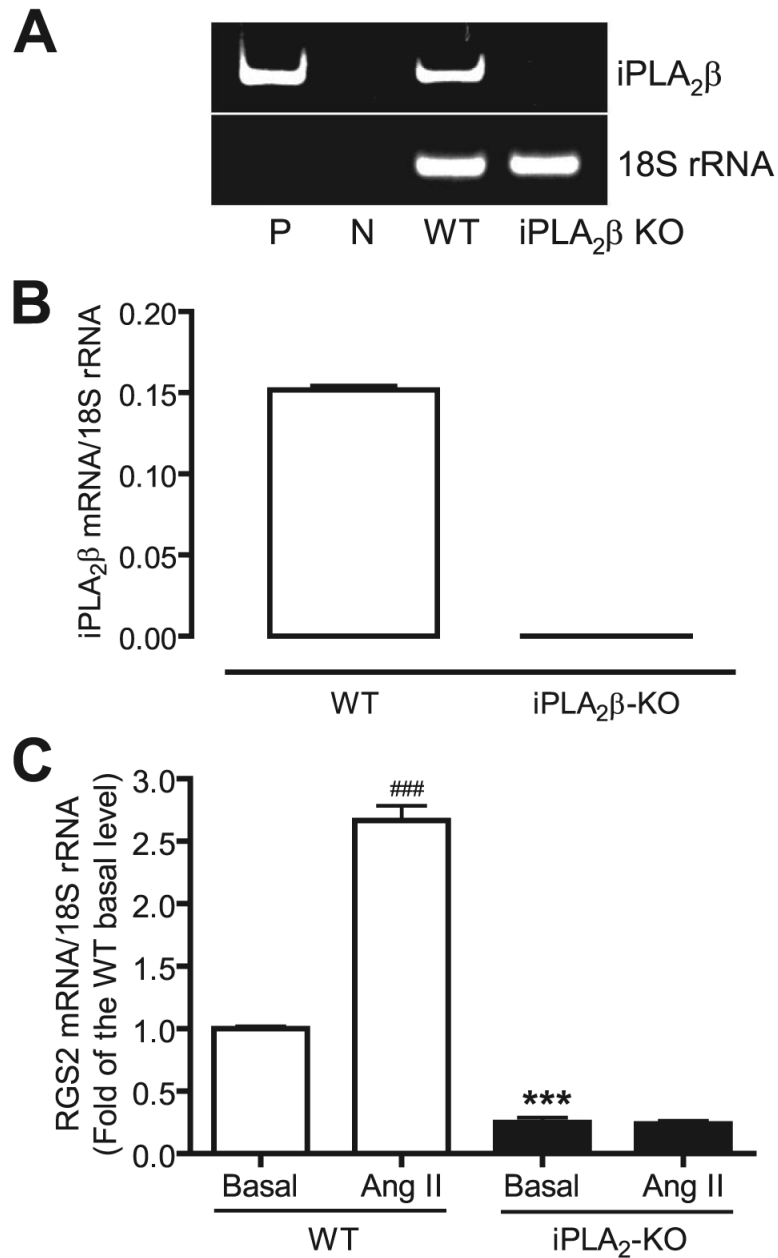 A
iPLA₂β
18S rRNA
P N WT iPLA₂β KO
B
iPLA₂β mRNA/18S rRNA
0.20
0.15
0.10
0.05
0.00
WT iPLA₂β-KO
C
RGS2 mRNA/18S rRNA
(Fold of the WT basal level)
3.0
2.5
2.0
1.5
1.0
0.5
0.0
###
***
Basal Ang II Basal Ang II
WT iPLA₂-KO